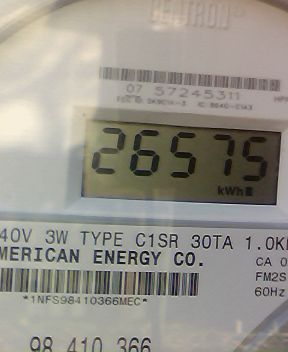 CENTRON®
07 57245311
26575
kWh
40V 3W TYPE C1SR 30TA 1.0K
MERICAN ENERGY CO.
CA 0
FM2S
60Hz
*1NFS98410366MEC*
98 410 366